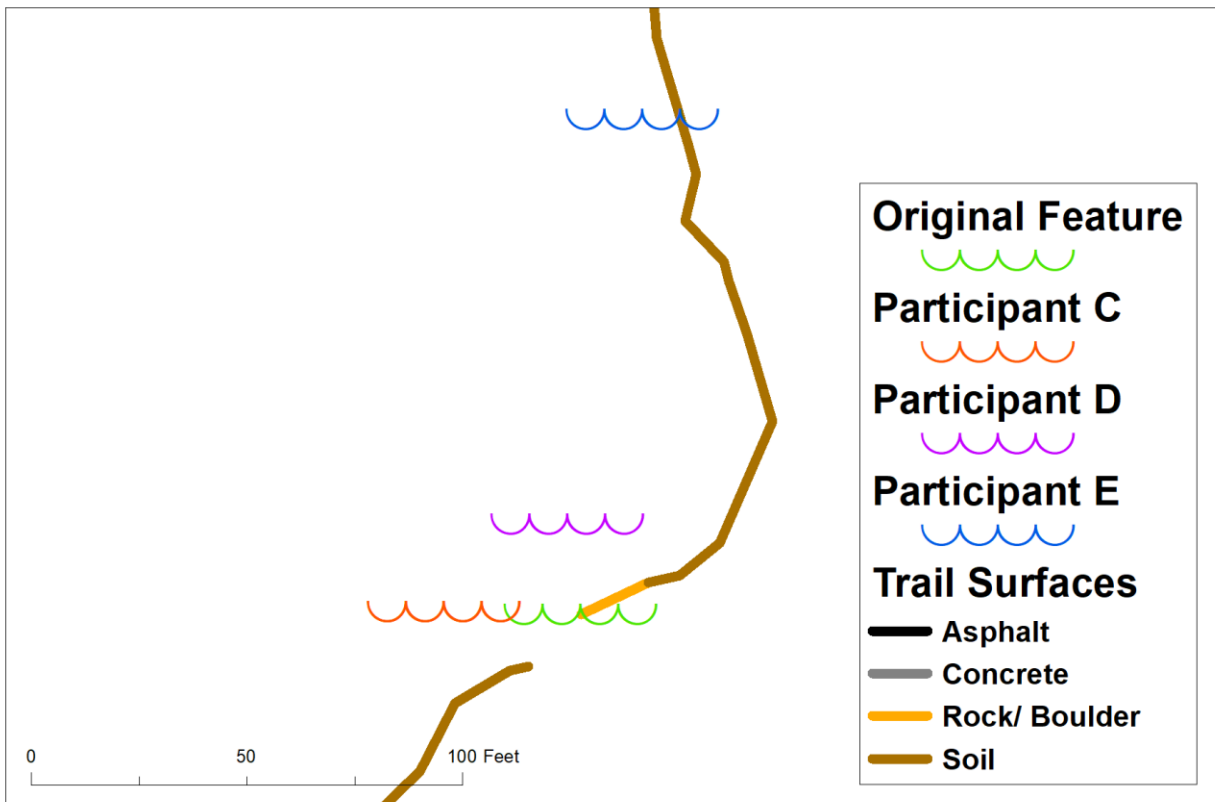 Original Feature
Participant C
Participant D
Participant E
Trail Surfaces
Asphalt
Concrete
Rock/ Boulder
Soil
0 50 100 Feet